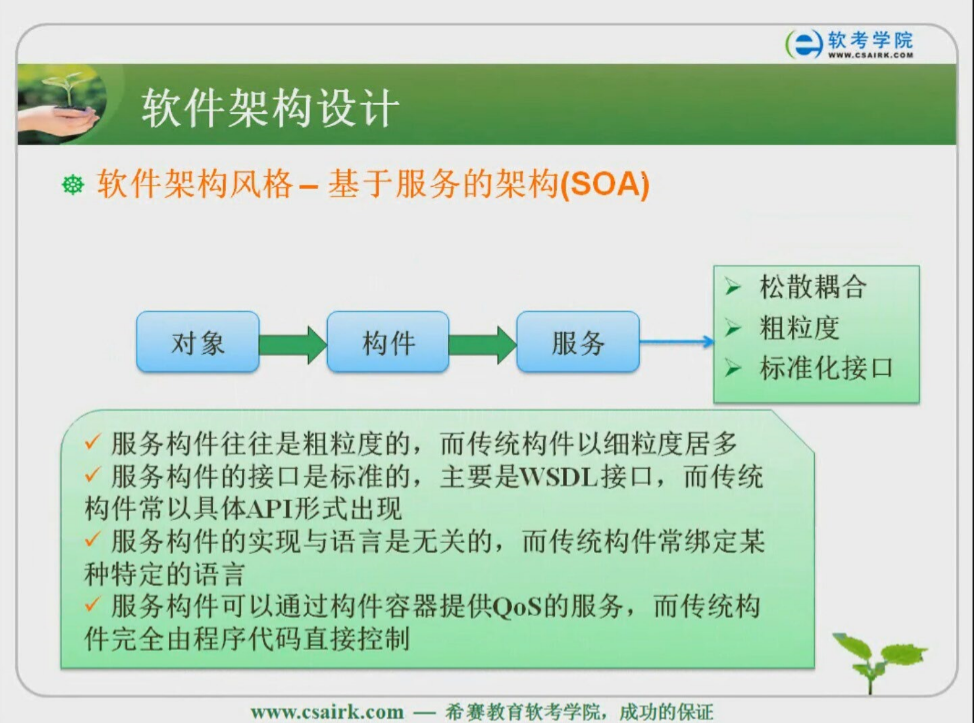 软考学院
WWW.CSAIRK.COM
软件架构设计
软件架构风格 – 基于服务的架构(SOA)
对象
构件
服务
松散耦合
粗粒度
标准化接口
✓ 服务构件往往是粗粒度的，而传统构件以细粒度居多
✓ 服务构件的接口是标准的，主要是WSDL接口，而传统
构件常以具体API形式出现
✓ 服务构件的实现与语言是无关的，而传统构件常绑定某
种特定的语言
✓ 服务构件可以通过构件容器提供QoS的服务，而传统构
件完全由程序代码直接控制
www.csairk.com — 希赛教育软考学院，成功的保证